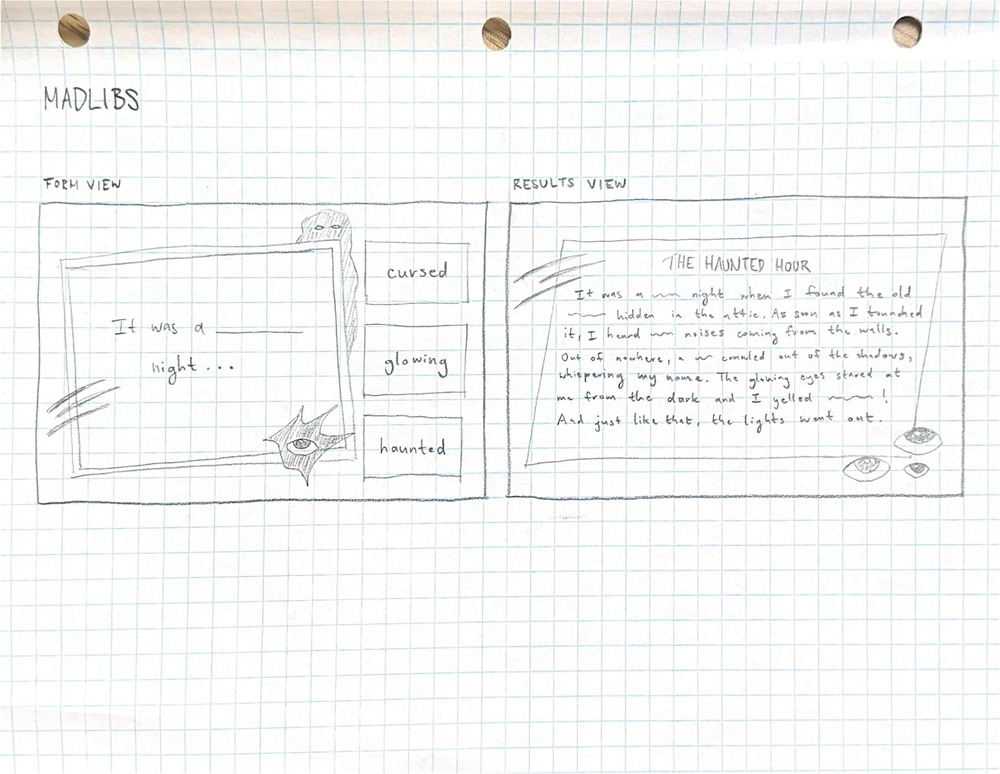 MADLIBS
FORM VIEW
It was a
night ...
cursed
glowing
haunted
RESULTS VIEW
THE HAUNTED HOUR
It was a night when I found the old
hidden in the attic. As soon as I touched
it, I heard noises coming from the walls.
Out of nowhere, a crawled out of the shadows,
whispering my name. The glowing eyes stared at
me from the dark and I yelled !
And just like that, the lights went out.